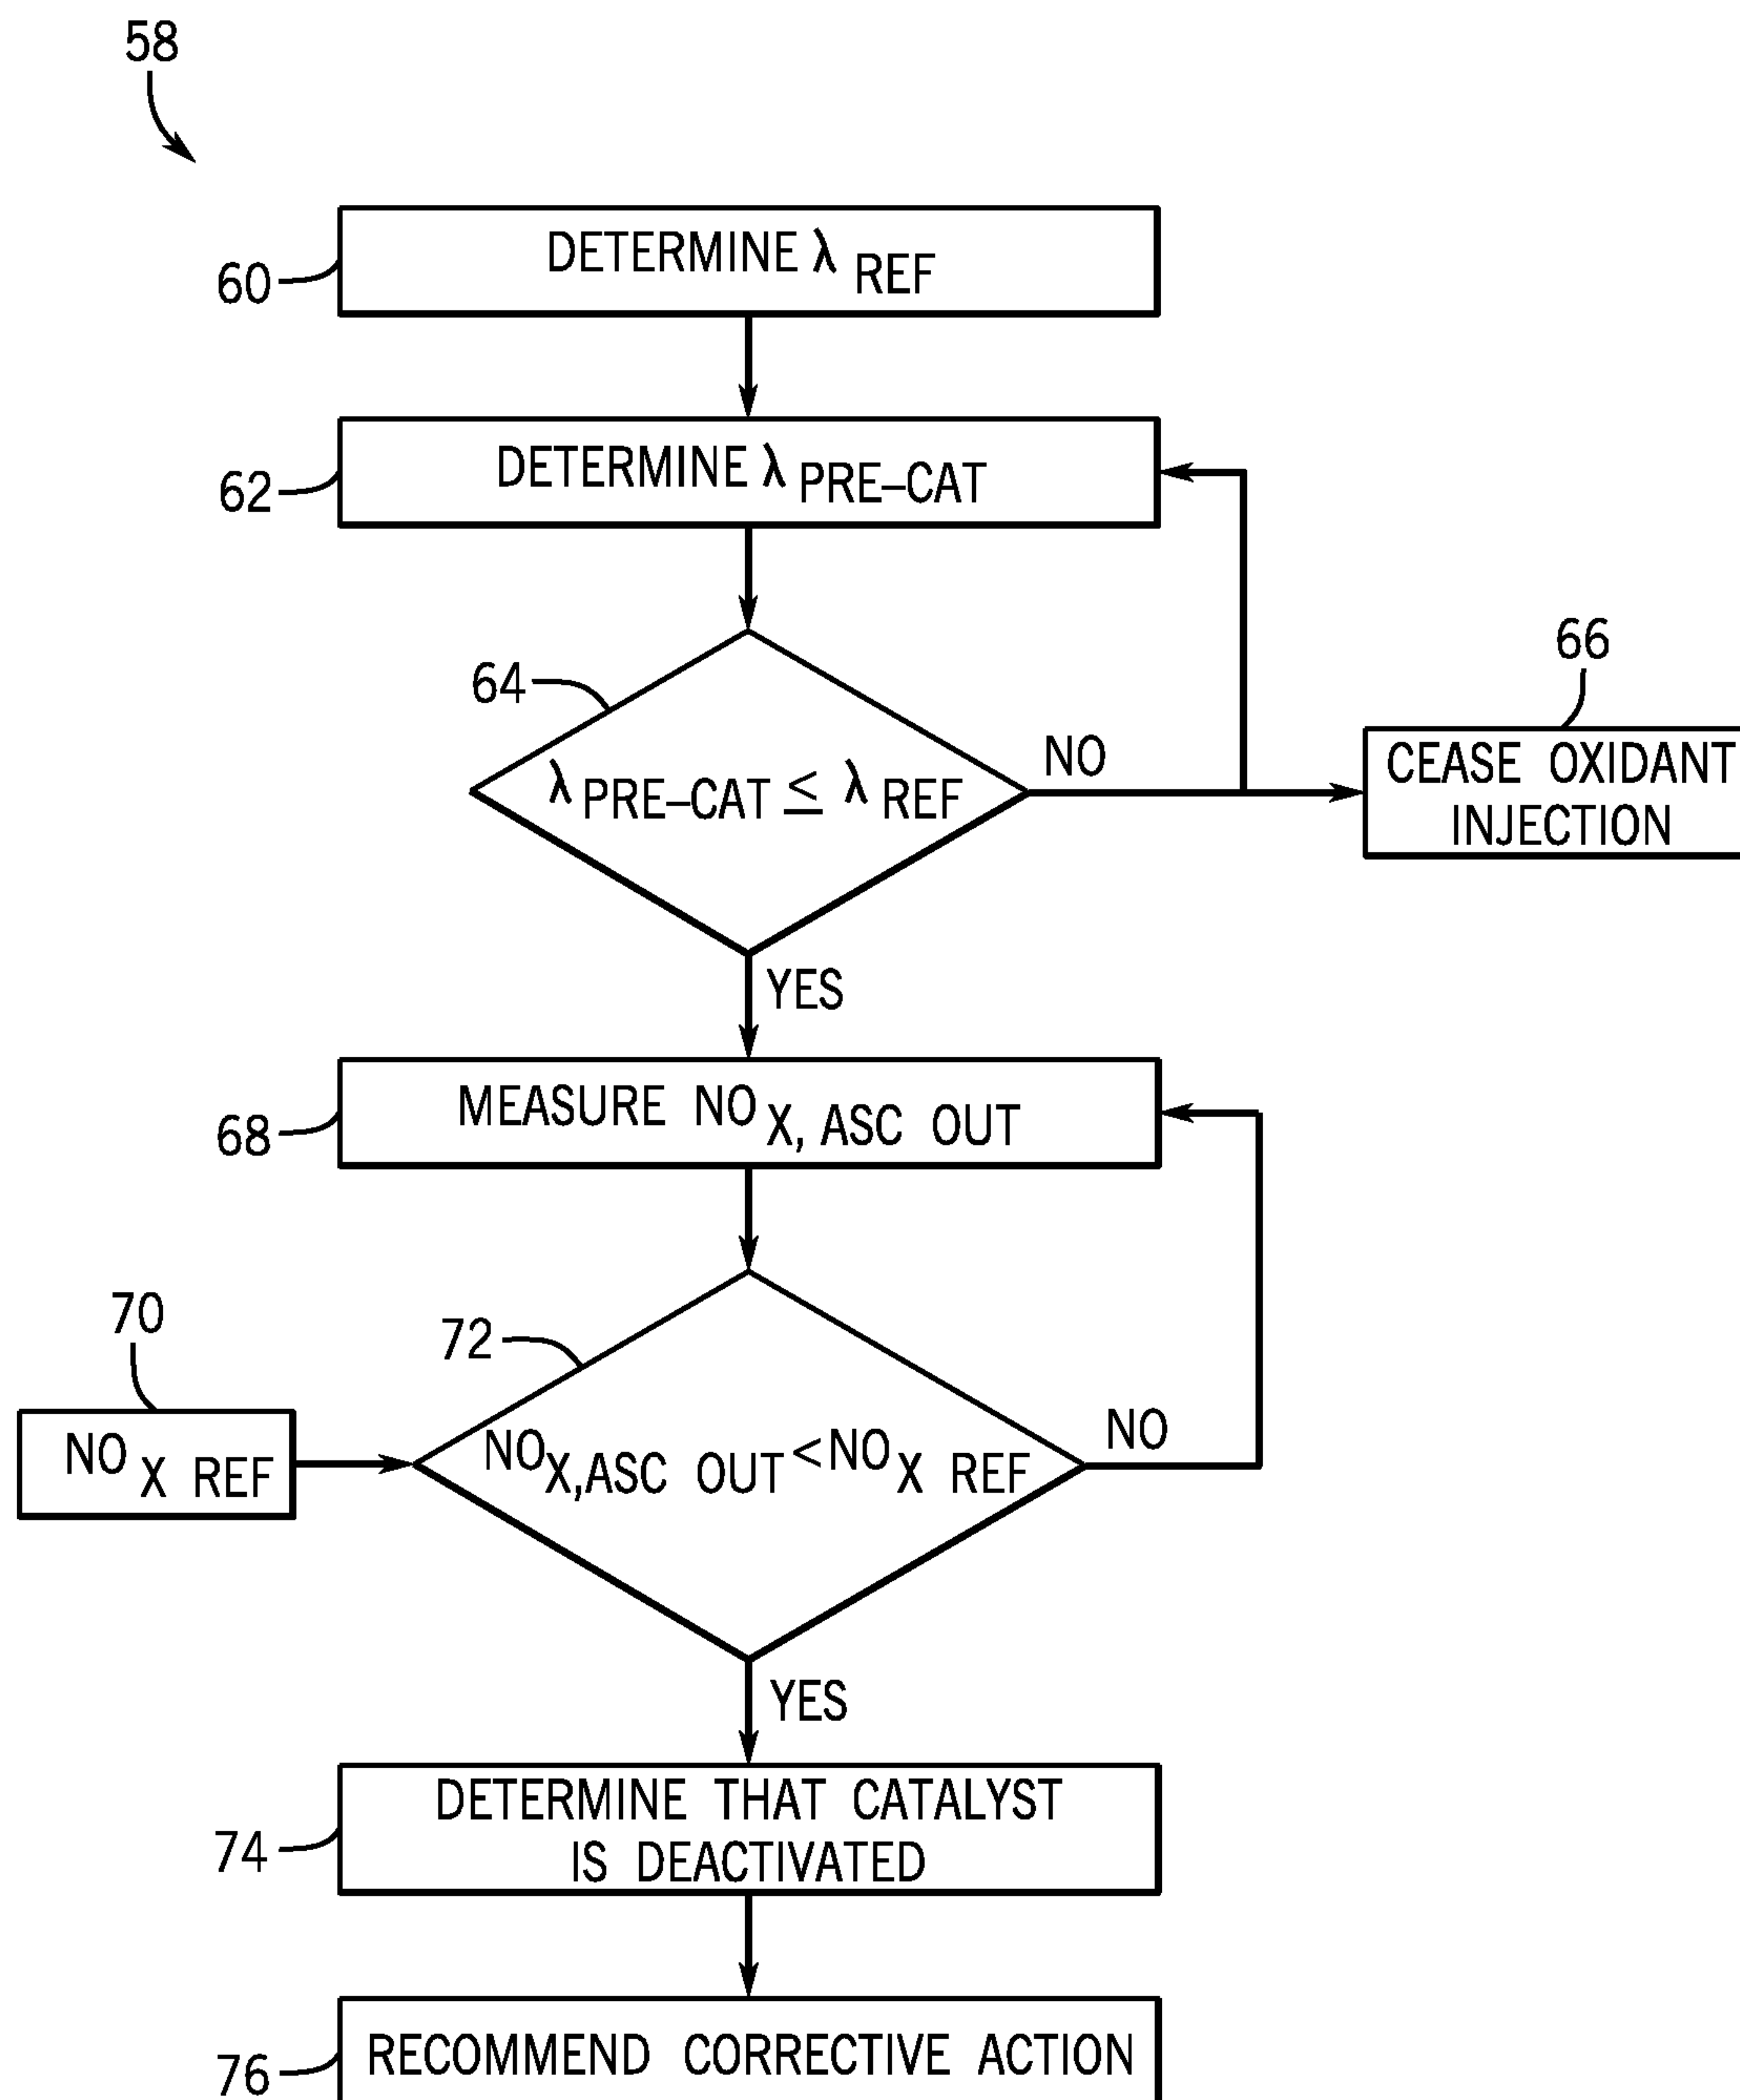 58
60
DETERMINE λ REF
62
DETERMINE λ PRE–CAT
64
λ PRE–CAT ≤ λ REF
NO
66
CEASE OXIDANT
INJECTION
YES
68
MEASURE NO X, ASC OUT
70
NO X REF
72
NO X,ASC OUT < NO X REF
NO
YES
74
DETERMINE THAT CATALYST
IS DEACTIVATED
76
RECOMMEND CORRECTIVE ACTION